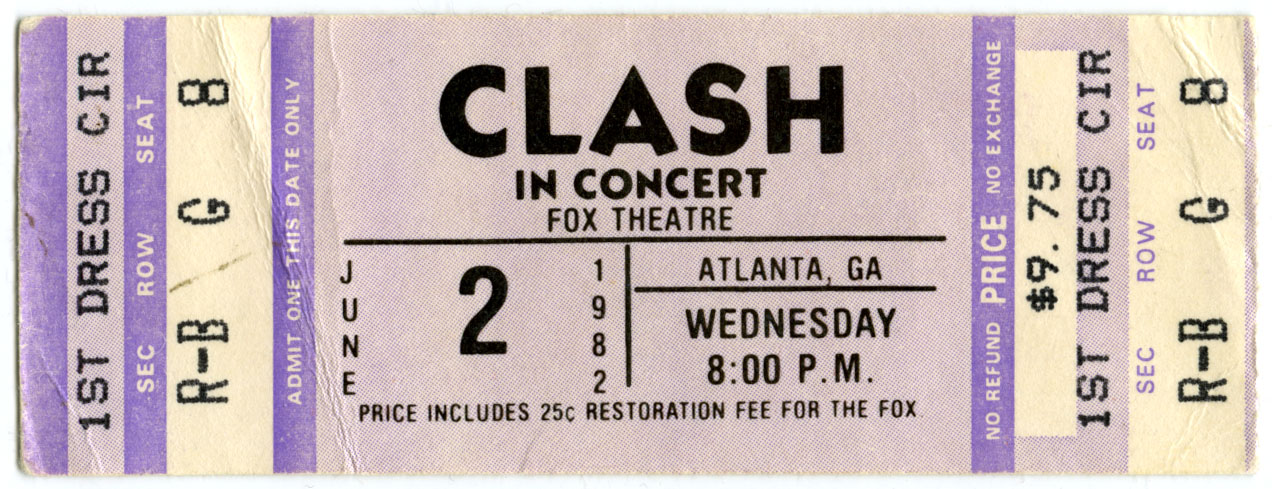 1ST DRESS CIR
SEC ROW SEAT
R-B G 8
ADMIT ONE THIS DATE ONLY
CLASH
IN CONCERT
FOX THEATRE
JUNE
2
1982
ATLANTA, GA
WEDNESDAY
8:00 P.M.
PRICE INCLUDES 25¢ RESTORATION FEE FOR THE FOX
NO REFUND PRICE NO EXCHANGE
$9.75
1ST DRESS CIR
SEC ROW SEAT
R-B G 8